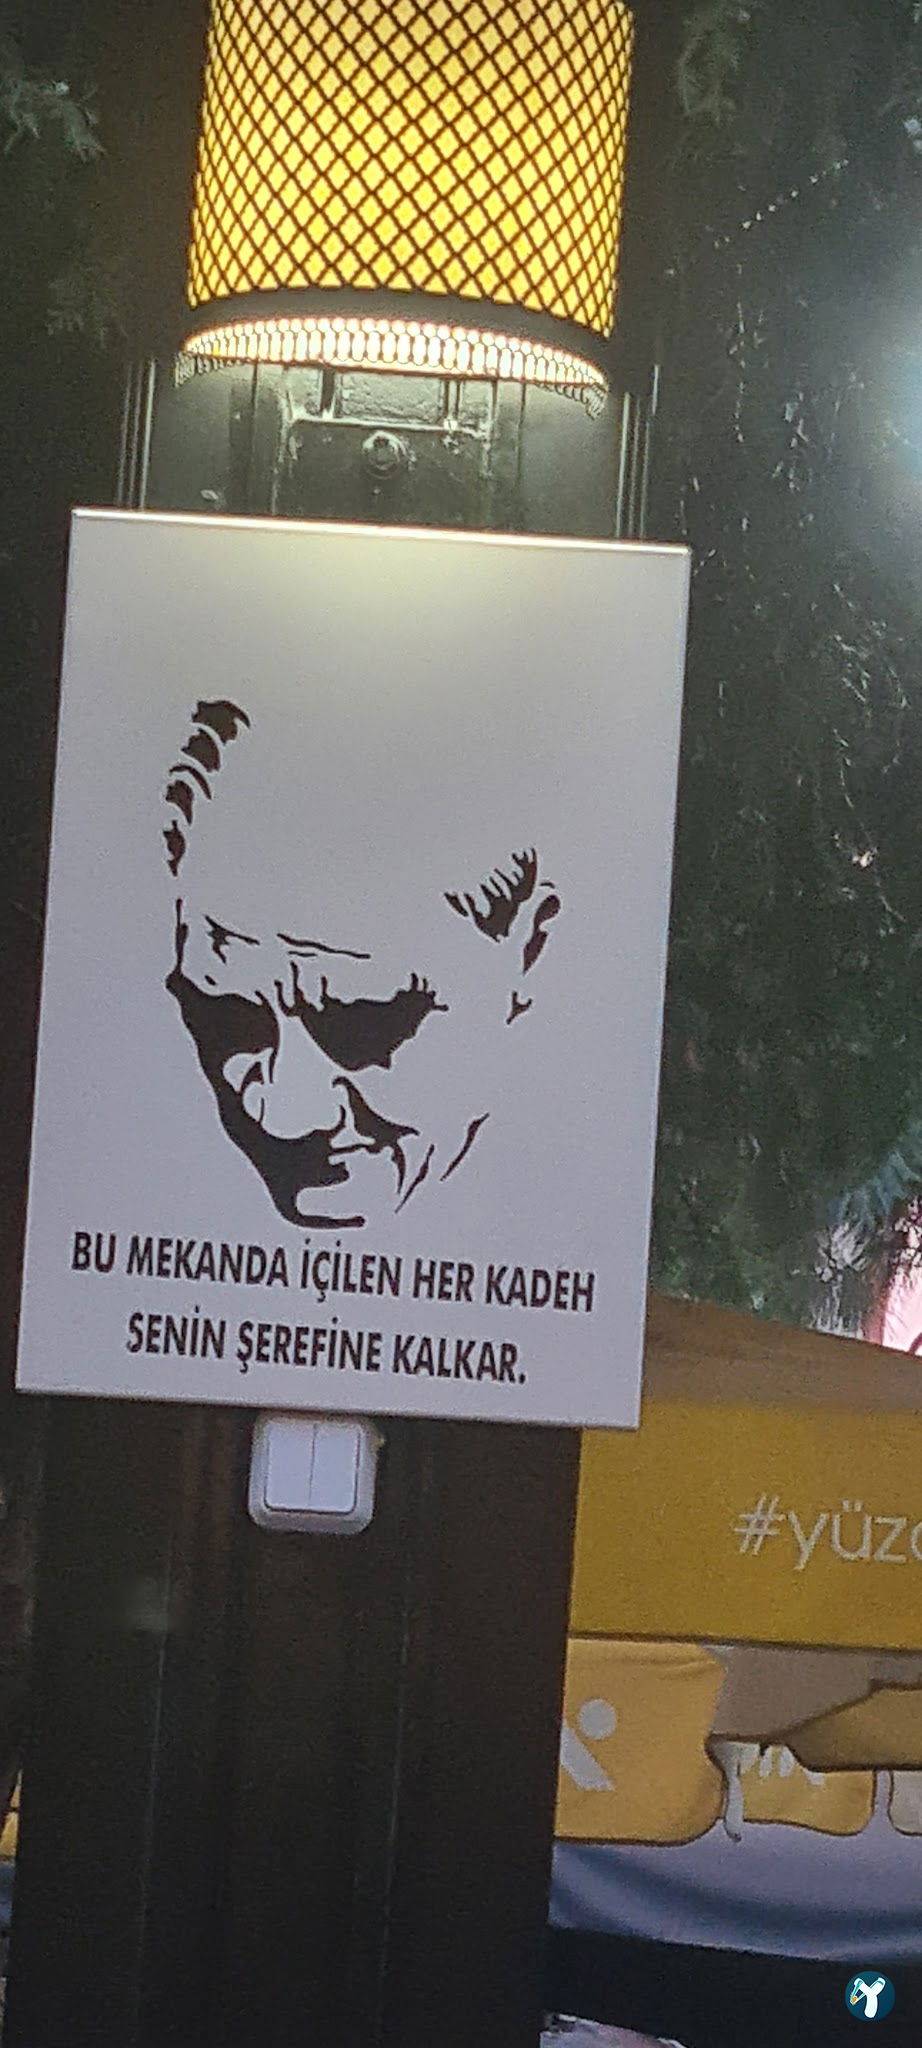 BU MEKANDA İÇİLEN HER KADEH
SENİN ŞEREFİNE KALKAR.